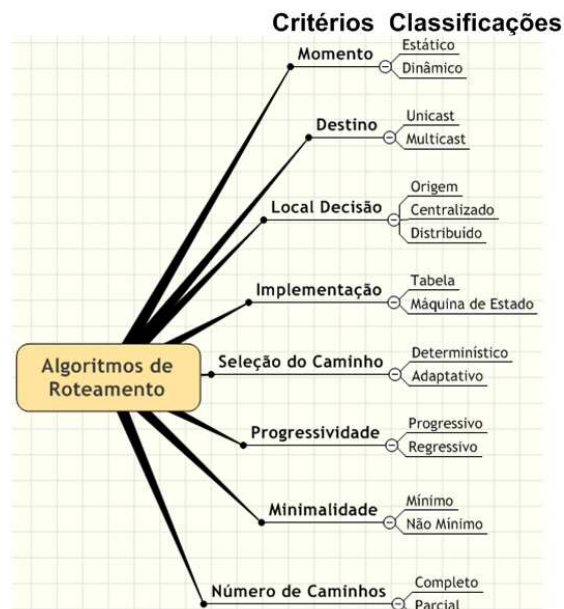 Critérios Classificações
Momento
Estático
Dinâmico
Destino
Unicast
Multicast
Local Decisão
Origem
Centralizado
Distribuído
Implementação
Tabela
Máquina de Estado
Algoritmos de
Roteamento
Seleção do Caminho
Determinístico
Adaptativo
Progressividade
Progressivo
Regressivo
Minimalidade
Mínimo
Não Mínimo
Número de Caminhos
Completo
Parcial